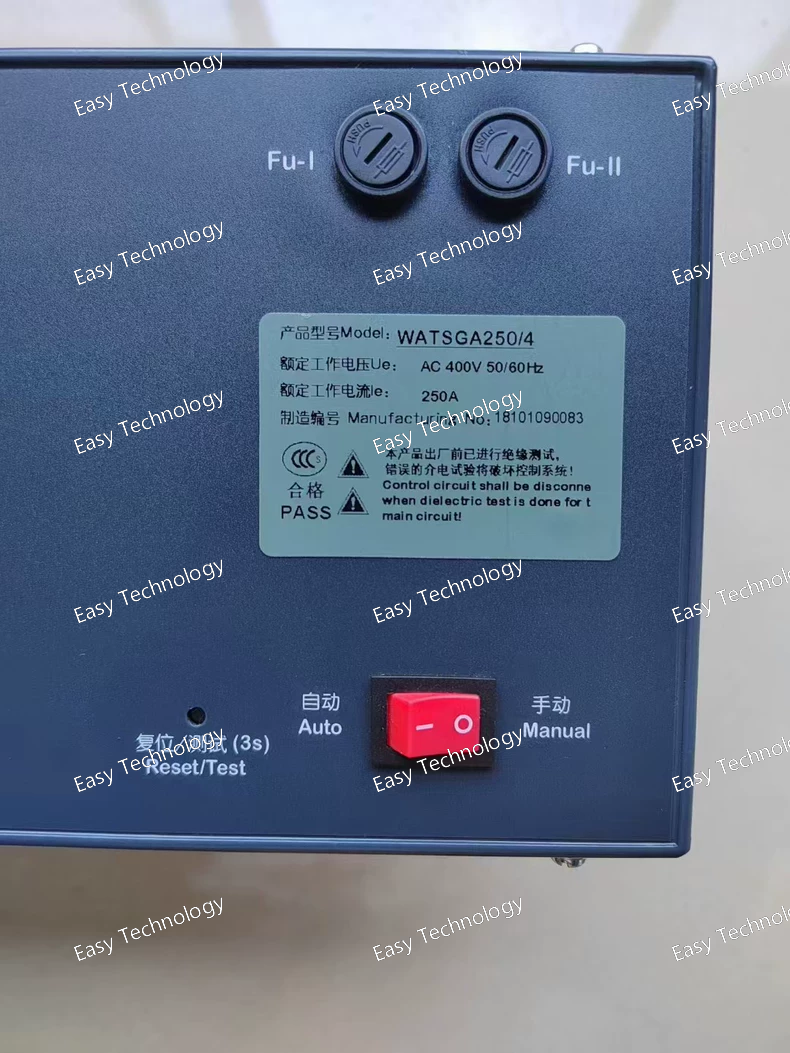 Easy Technology Easy Technology Easy Technology
Fu-I PUSH PUSH Fu-II
Easy Technology Easy Technology Easy Technology
产品型号Model: WATSGA250/4
额定工作电压Ue: AC 400V 50/60Hz
额定工作电流Ie: 250A
Easy Technology Easy Technology Easy Technology
制造编号 Manufacturing No: 18101090083
CCC S
本产品出厂前已进行绝缘测试,
错误的介电试验将破坏控制系统!
合格
PASS
Control circuit shall be disconne
when dielectric test is done for t
main circuit!
Easy Technology Easy Technology Easy Technology
自动 手动
Auto Manual
复位/测试 (3s)
Reset/Test
Easy Technology Easy Technology Easy Technology
Easy Technology Easy Technology Easy Technology